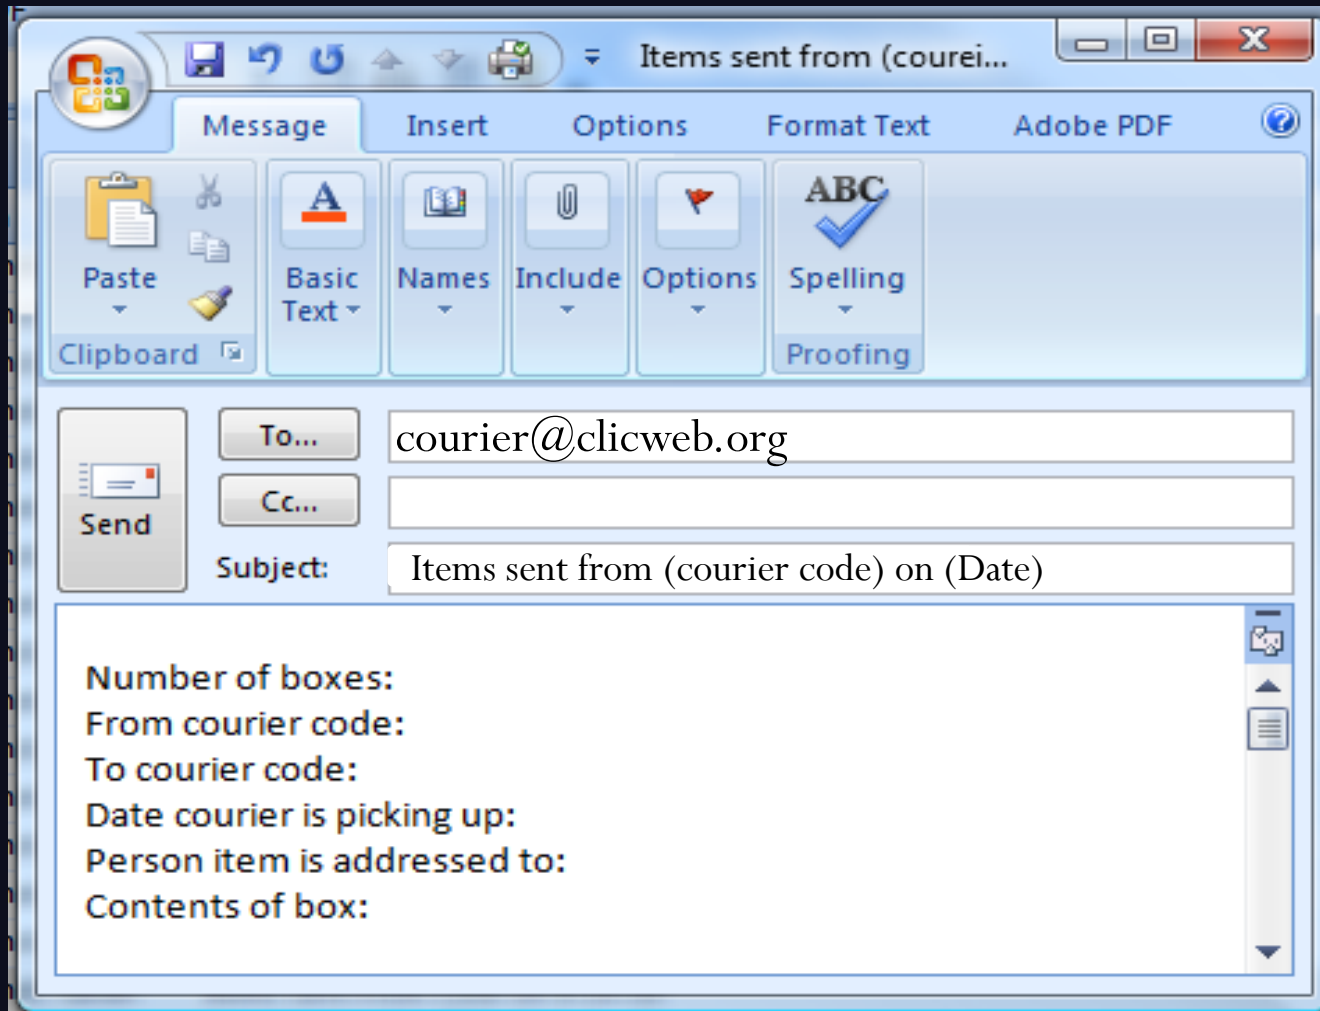 Items sent from (courei...
Message Insert Options Format Text Adobe PDF
Paste
Basic Text
Names
Include
Options
ABC
Spelling
Clipboard
Proofing
Send
To... courier@clicweb.org
Cc...
Subject: Items sent from (courier code) on (Date)
Number of boxes:
From courier code:
To courier code:
Date courier is picking up:
Person item is addressed to:
Contents of box: